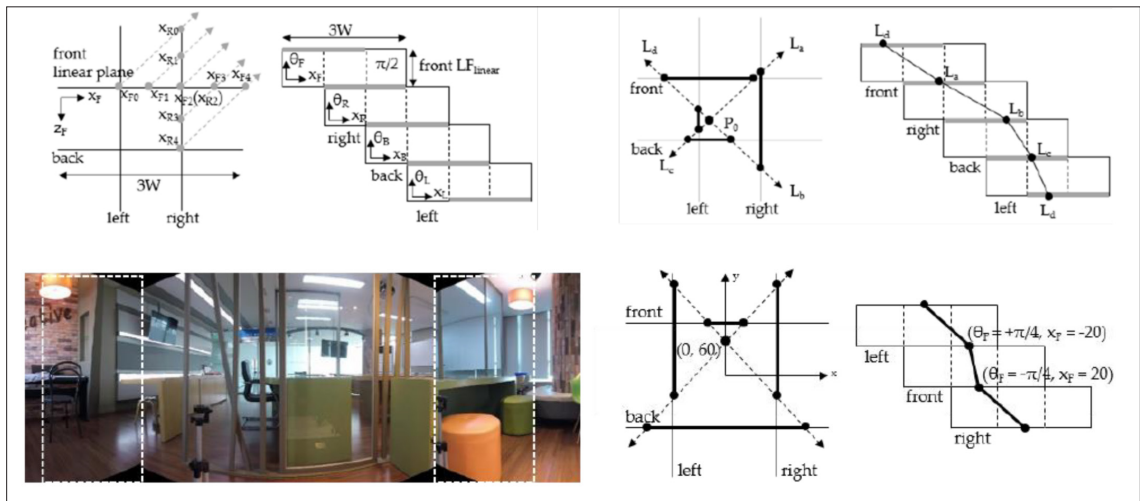 front
linear plane
x_F
z_F
back
x_R0
x_R1
x_F0
x_F1
x_F2(x_R2)
x_F3
x_F4
x_R3
x_R4
3W
left
right
3W
θ_F
x_F
π/2
front LF_linear
θ_R
x_R
right
θ_B
x_B
back
θ_L
x_L
left
L_d
L_a
front
P_0
back
L_c
L_b
left
right
L_d
L_a
front
L_b
right
L_c
back
left
L_d
ative
y
front
(0, 60)
x
back
left
right
(θ_F = +π/4, x_F = -20)
left
(θ_F = -π/4, x_F = 20)
front
right